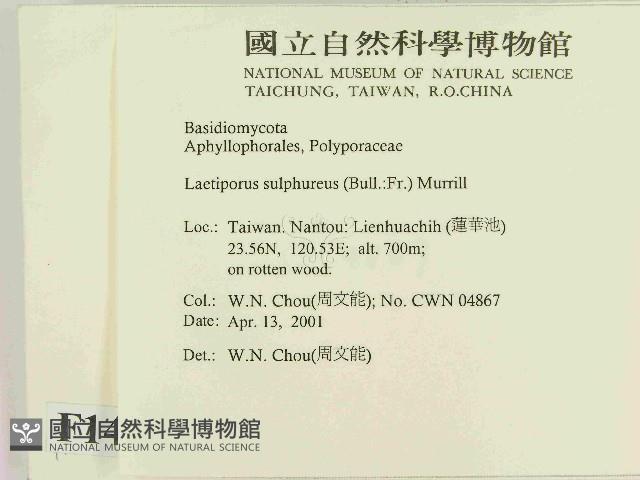 國立自然科學博物館
NATIONAL MUSEUM OF NATURAL SCIENCE
TAICHUNG, TAIWAN, R.O.CHINA
Basidiomycota
Aphyllophorales, Polyporaceae
Laetiporus sulphureus (Bull.:Fr.) Murrill
Loc.: Taiwan. Nantou: Lienhuachih (蓮華池)
23.56N, 120.53E; alt. 700m;
on rotten wood.
Col.: W.N. Chou(周文能); No. CWN 04867
Date: Apr. 13, 2001
Det.: W.N. Chou(周文能)
F14
國立自然科學博物館
NATIONAL MUSEUM OF NATURAL SCIENCE